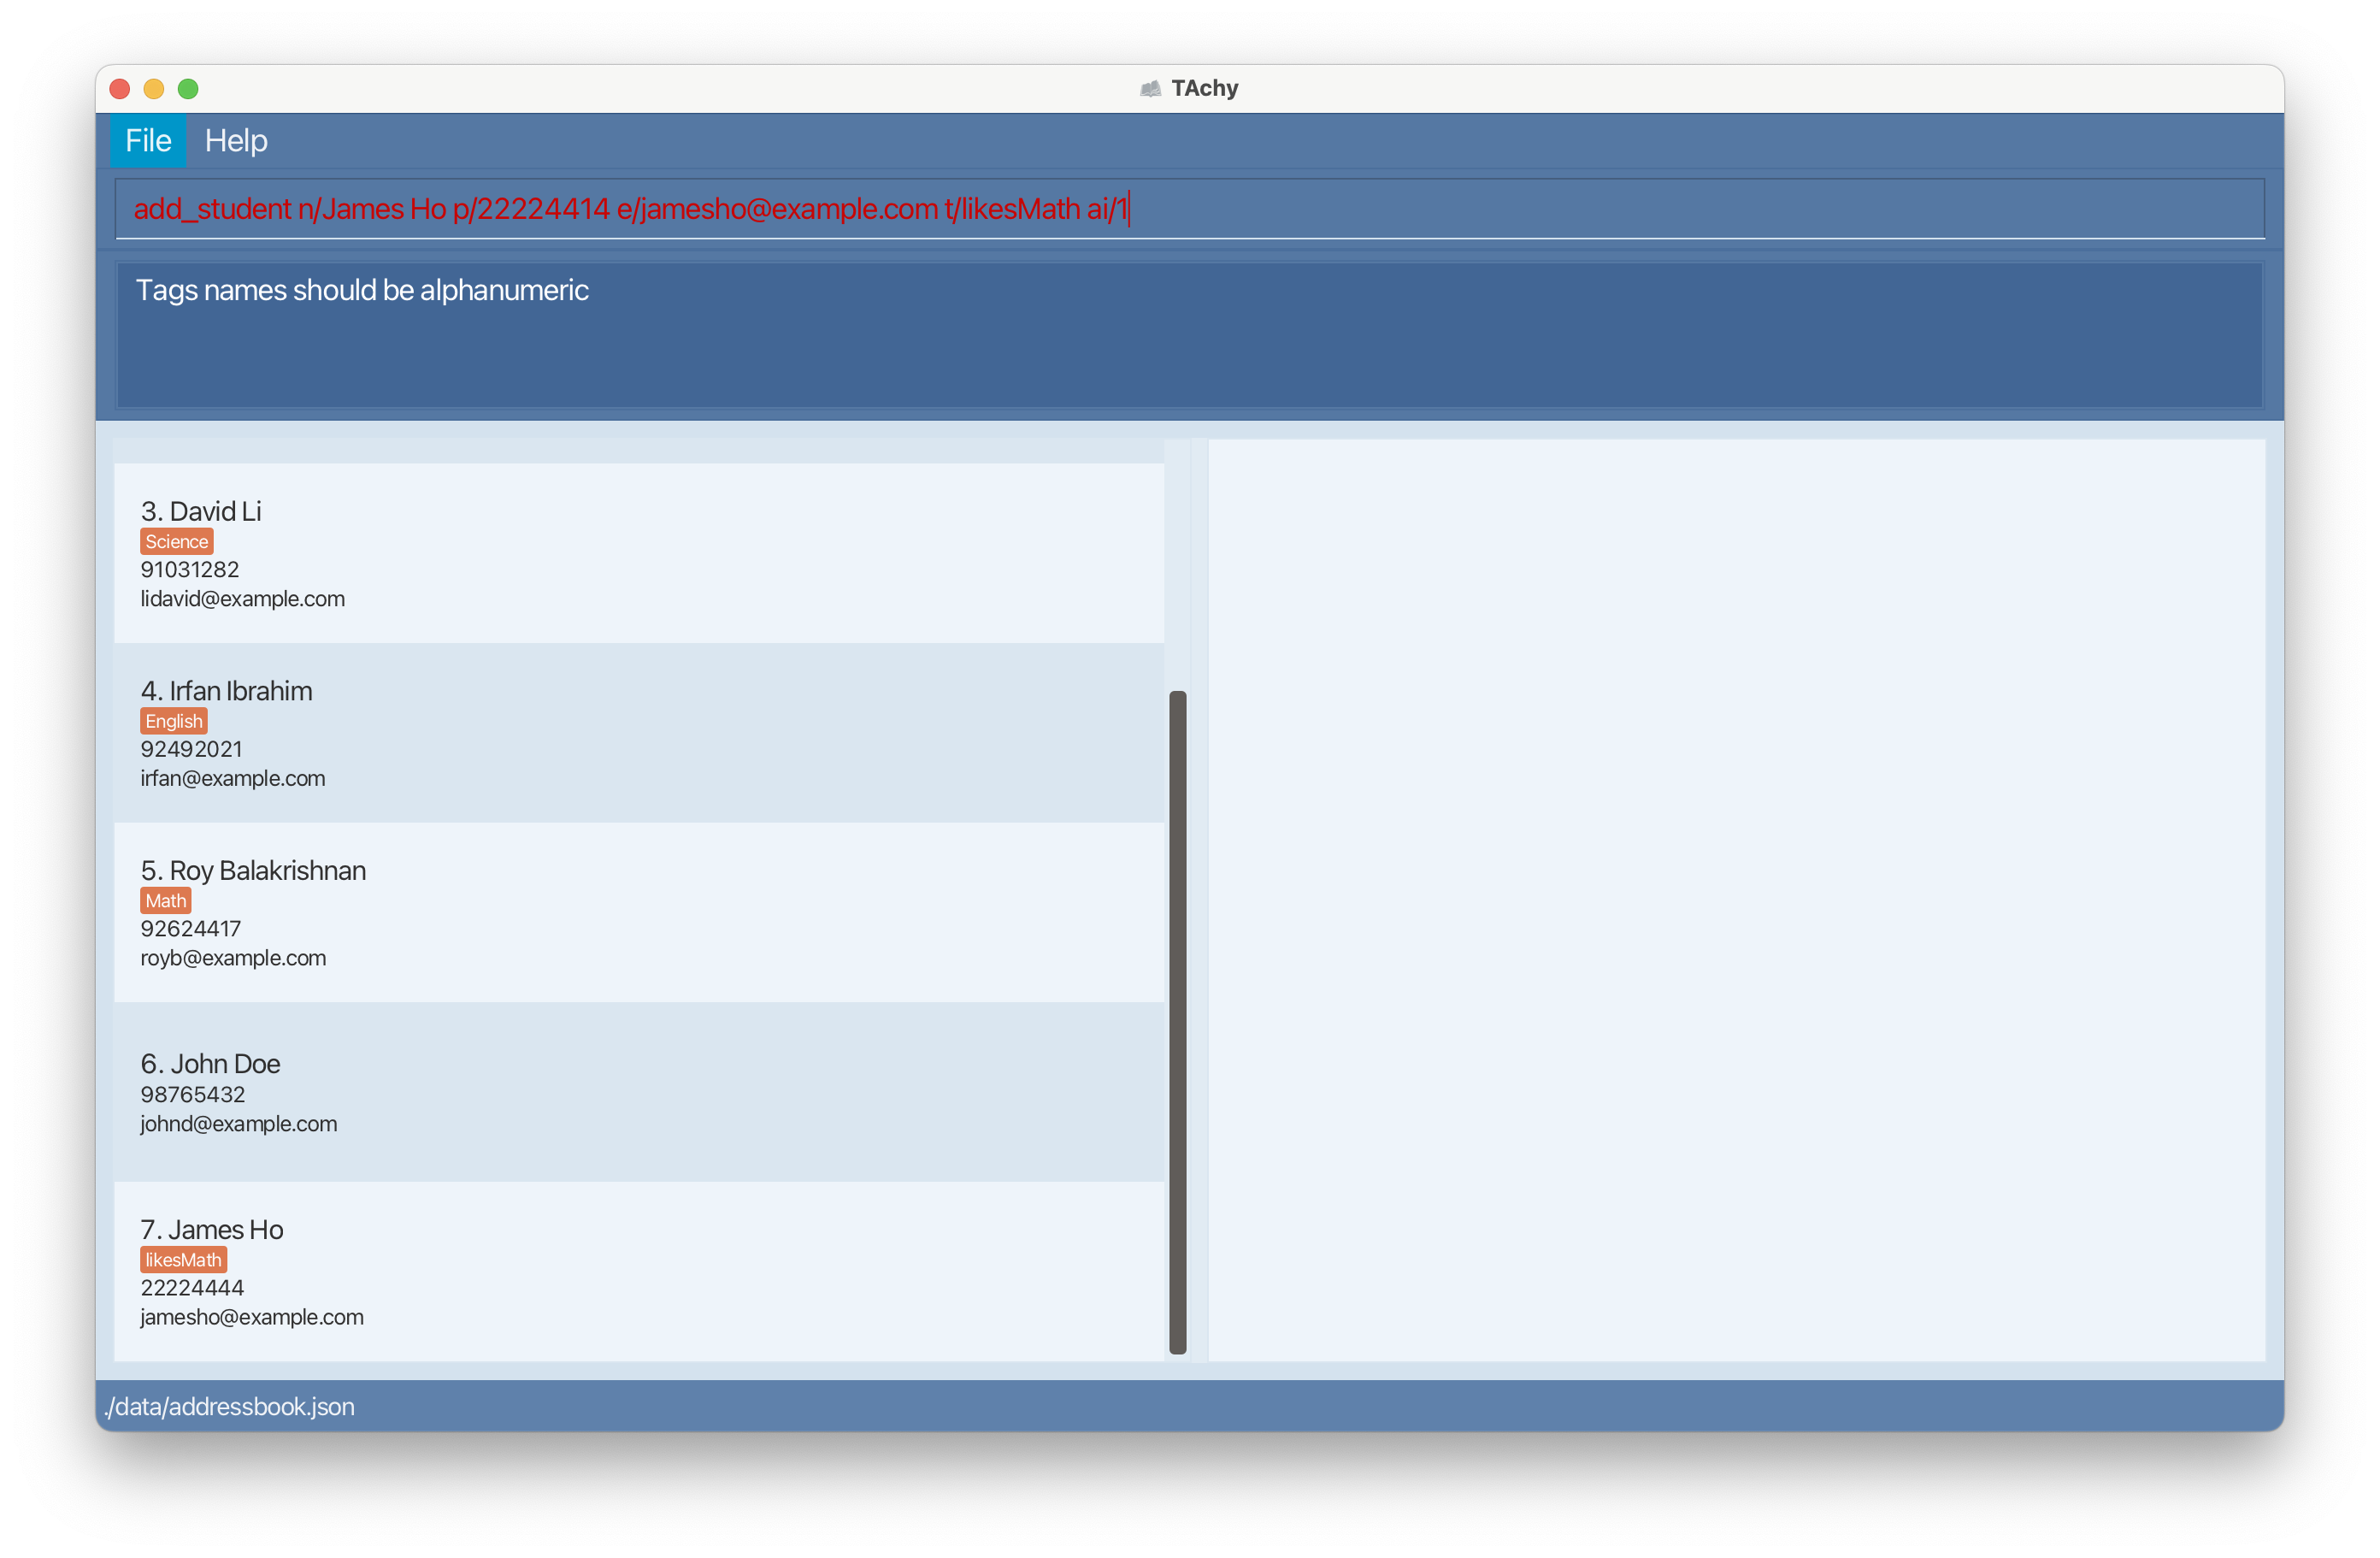 TAchy
File Help
add_student n/James Ho p/22224414 e/jamesho@example.com t/likesMath ai/1
Tags names should be alphanumeric
3. David Li
Science
91031282
lidavid@example.com
4. Irfan Ibrahim
English
92492021
irfan@example.com
5. Roy Balakrishnan
Math
92624417
royb@example.com
6. John Doe
98765432
johnd@example.com
7. James Ho
likesMath
22224444
jamesho@example.com
./data/addressbook.json